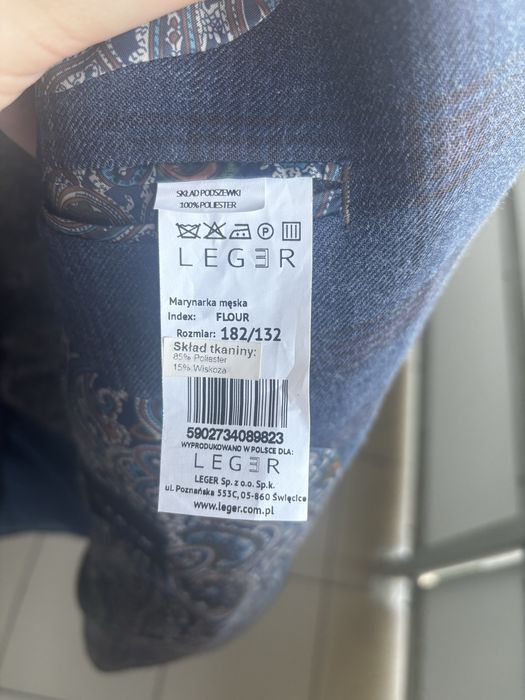 SKŁAD PODSZEWKI
100% POLIESTER
LEGER
Marynarka męska
Index: FLOUR
Rozmiar: 182/132
Skład tkaniny:
85% Poliester
15% Wiskoza
5902734089823
WYPRODUKOWANO W POLSCE DLA:
LEGER
LEGER Sp. z o.o. Sp.k.
ul. Poznańska 553C, 05-860 Święcice
www.leger.com.pl